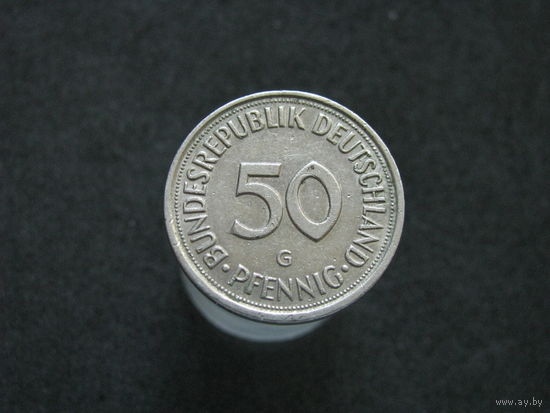 BUNDESREPUBLIK DEUTSCHLAND
50
G
· PFENNIG ·
www.ay.by